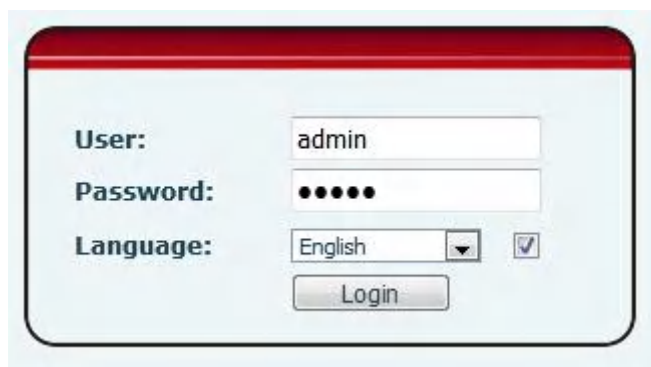 User: admin
Password: •••••
Language: English
Login